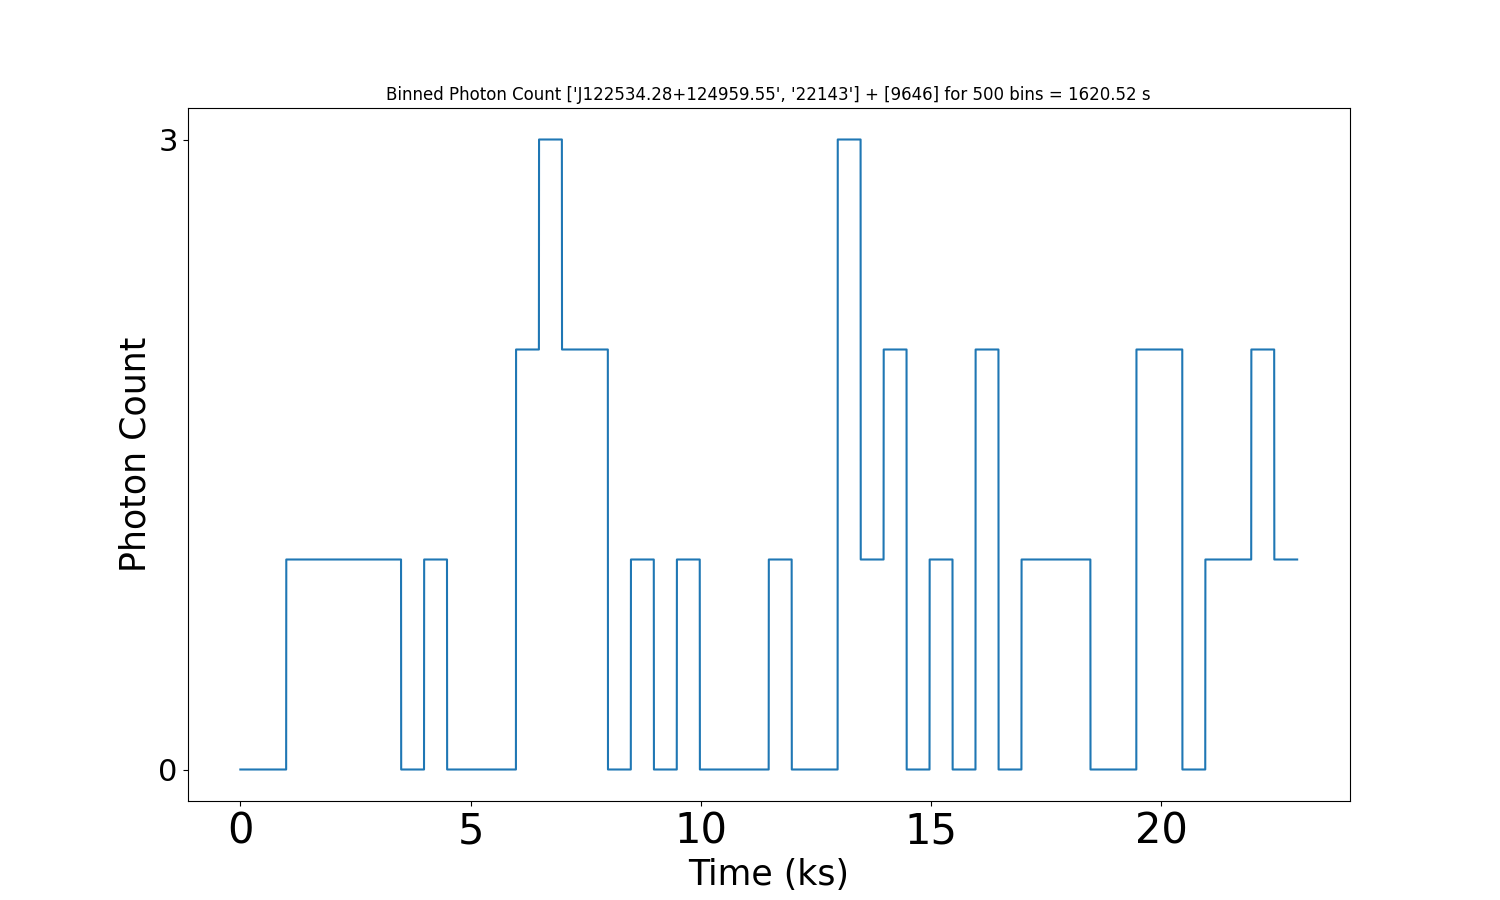 Binned Photon Count ['J122534.28+124959.55', '22143'] + [9646] for 500 bins = 1620.52 s
3
Photon Count
0
0 5 10 15 20
Time (ks)